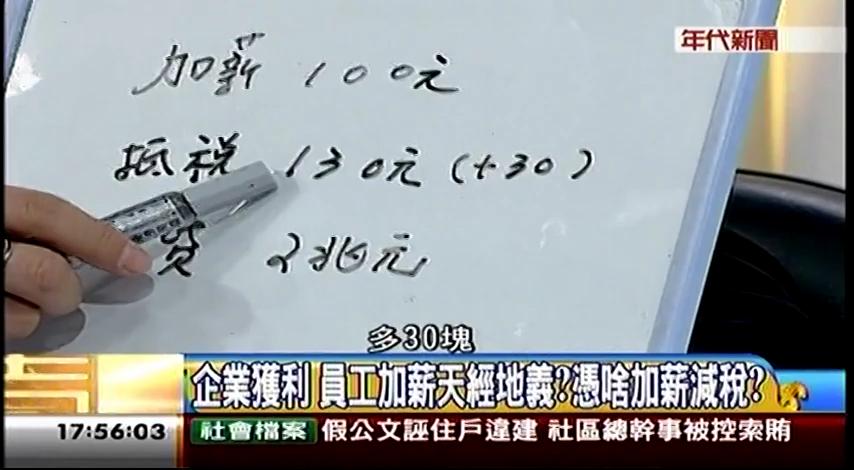 年代新聞
加薪 100元
抵稅 130元(+30)
資 2兆元
多30塊
企業獲利 員工加薪天經地義?憑啥加薪減稅?
17:56:03
社會檔案 假公文誣住戶違建 社區總幹事被控索賄